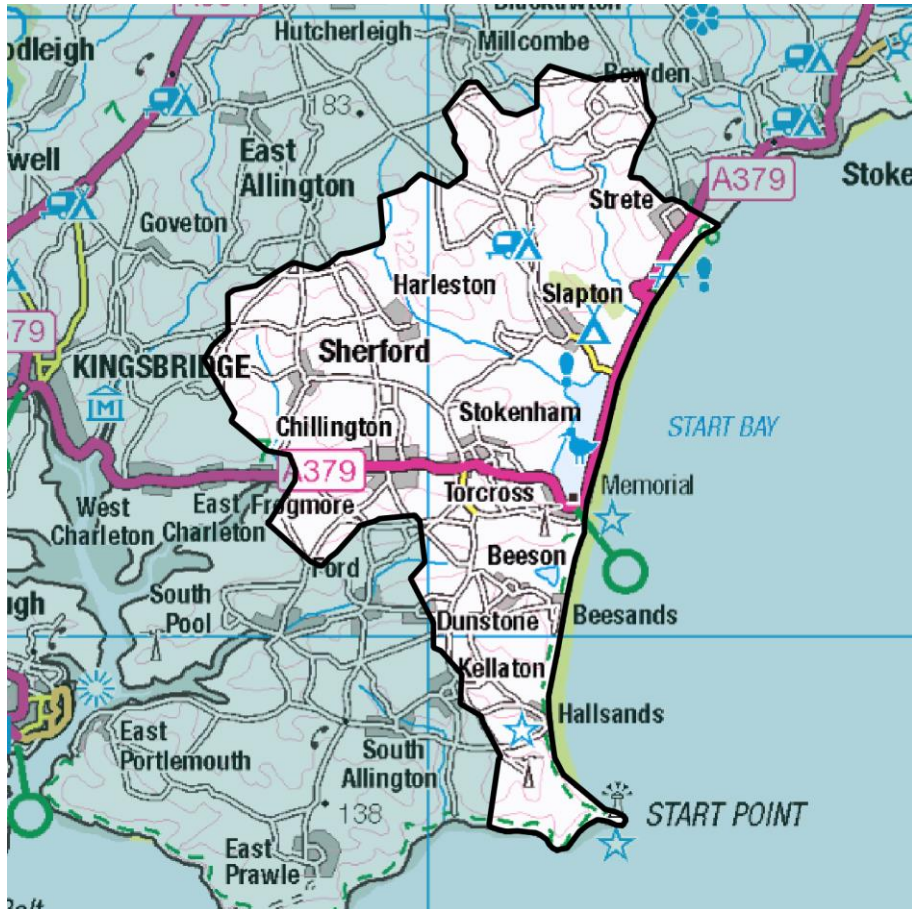 Hutcherleigh
Millcombe
odleigh
Bowden
183
East
Allington
well
A379
Stoke
Strete
Goveton
122
Harleston
Slapton
79
Sherford
KINGSBRIDGE
M
Stokenham
START BAY
Chillington
A379
Memorial
Torcross
West
Charleton
East
Charleton
Frogmore
Beeson
Ford
ugh
South
Pool
Dunstone
Beesands
Kellaton
Hallsands
East
Portlemouth
South
Allington
138
START POINT
East
Prawle